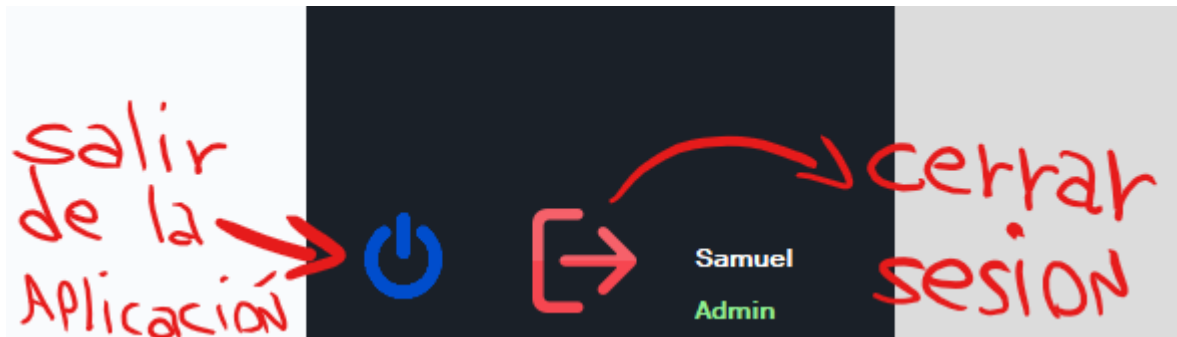 salir
de la
Aplicación
Samuel
Admin
cerrar
sesion